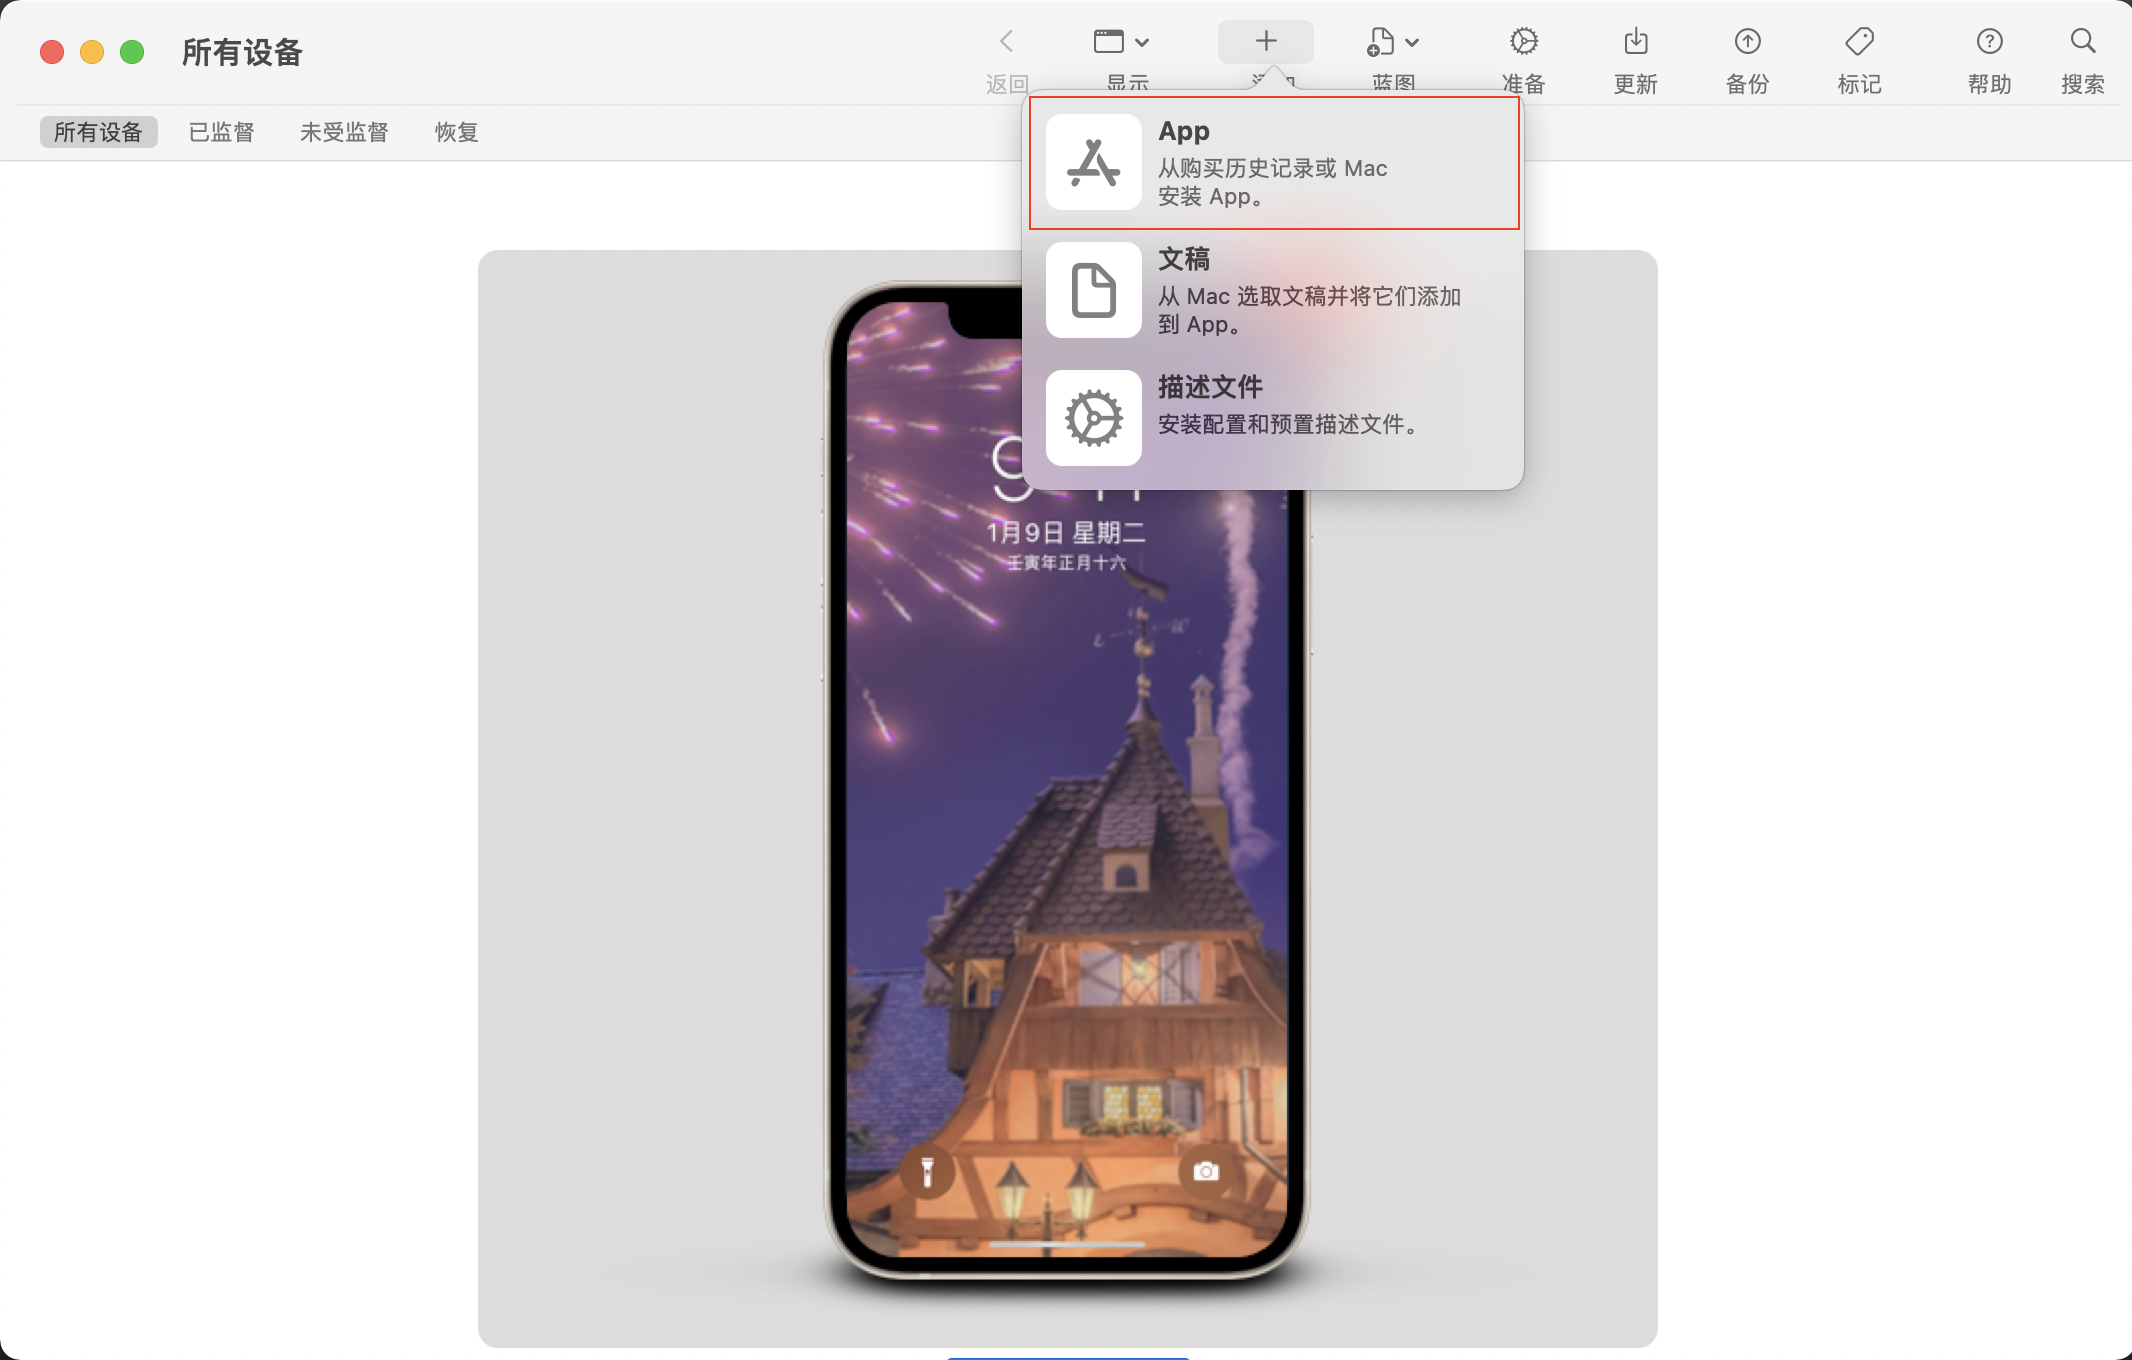 所有设备
返回
显示
蓝图
准备
更新
备份
标记
帮助
搜索
所有设备
已监督
未受监督
恢复
App
从购买历史记录或 Mac
安装 App。
文稿
从 Mac 选取文稿并将它们添加
到 App。
描述文件
安装配置和预置描述文件。
1月9日 星期二
壬寅年正月十六